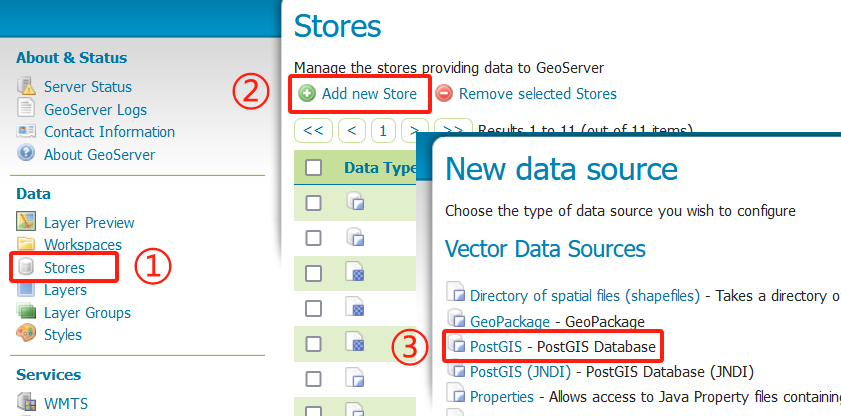 About & Status
Server Status
GeoServer Logs
Contact Information
About GeoServer
Data
Layer Preview
Workspaces
Stores
Layers
Layer Groups
Styles
Services
WMTS
①
②
Stores
Manage the stores providing data to GeoServer
Add new Store
Remove selected Stores
<< < 1 > >> Results 1 to 11 (out of 11 items)
Data Type
③
New data source
Choose the type of data source you wish to configure
Vector Data Sources
Directory of spatial files (shapefiles) - Takes a directory o
GeoPackage - GeoPackage
PostGIS - PostGIS Database
PostGIS (JNDI) - PostGIS Database (JNDI)
Properties - Allows access to Java Property files containing